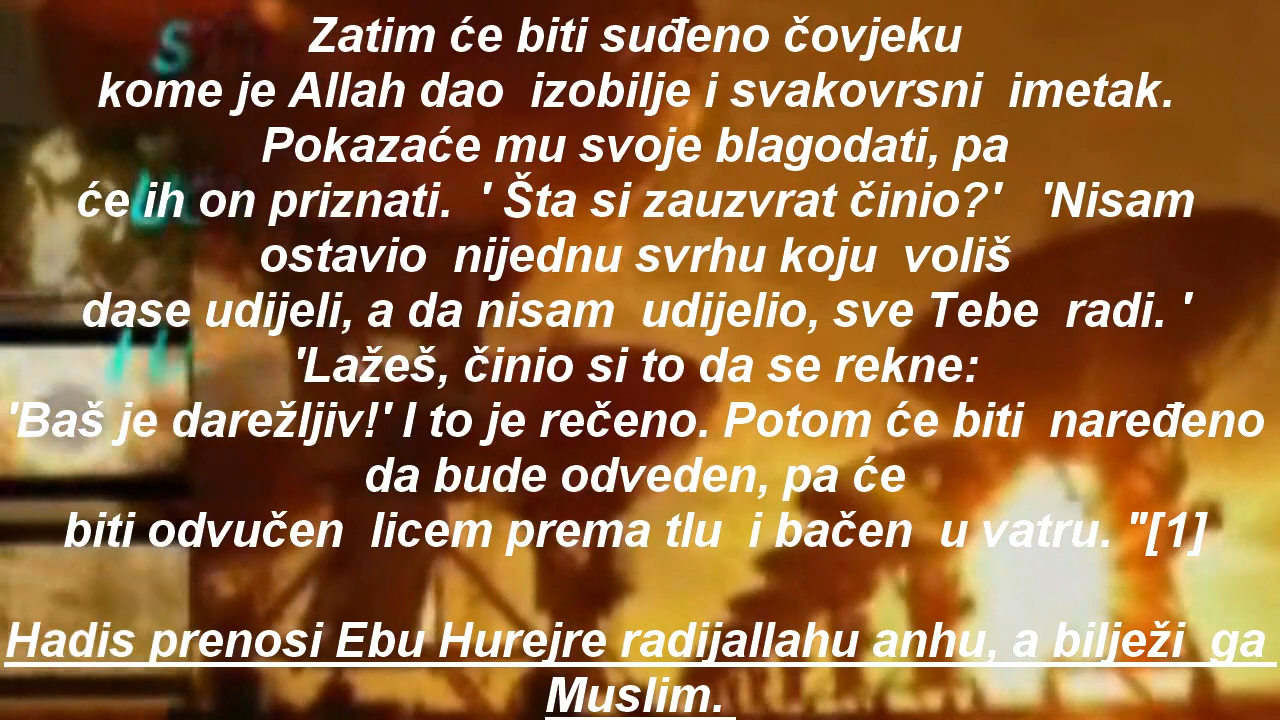 Zatim će biti suđeno čovjeku
kome je Allah dao izobilje i svakovrsni imetak.
Pokazaće mu svoje blagodati, pa
će ih on priznati. ' Šta si zauzvrat činio?' 'Nisam
ostavio nijednu svrhu koju voliš
dase udijeli, a da nisam udijelio, sve Tebe radi. '
'Lažeš, činio si to da se rekne:
'Baš je darežljiv!' I to je rečeno. Potom će biti naređeno
da bude odveden, pa će
biti odvučen licem prema tlu i bačen u vatru. "[1]
Hadis prenosi Ebu Hurejre radijallahu anhu, a bilježi ga
Muslim.